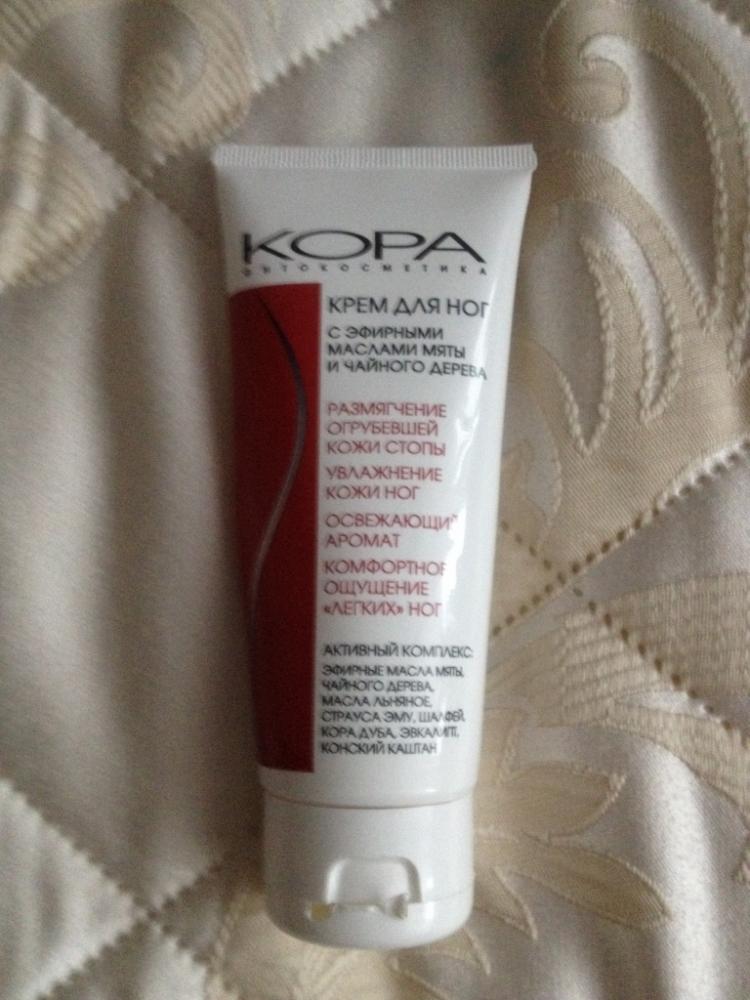 КОРА
ФИТОКОСМЕТИКА
КРЕМ ДЛЯ НОГ
С ЭФИРНЫМИ
МАСЛАМИ МЯТЫ
И ЧАЙНОГО ДЕРЕВА
РАЗМЯГЧЕНИЕ
ОГРУБЕВШЕЙ
КОЖИ СТОПЫ
УВЛАЖНЕНИЕ
КОЖИ НОГ
ОСВЕЖАЮЩИЙ
АРОМАТ
КОМФОРТНОЕ
ОЩУЩЕНИЕ
«ЛЕГКИХ» НОГ
АКТИВНЫЙ КОМПЛЕКС:
ЭФИРНЫЕ МАСЛА МЯТЫ,
ЧАЙНОГО ДЕРЕВА,
МАСЛА ЛЬНЯНОЕ,
СТРАУСА ЭМУ, ШАЛФЕЙ,
КОРА ДУБА, ЭВКАЛИПТ,
КОНСКИЙ КАШТАН